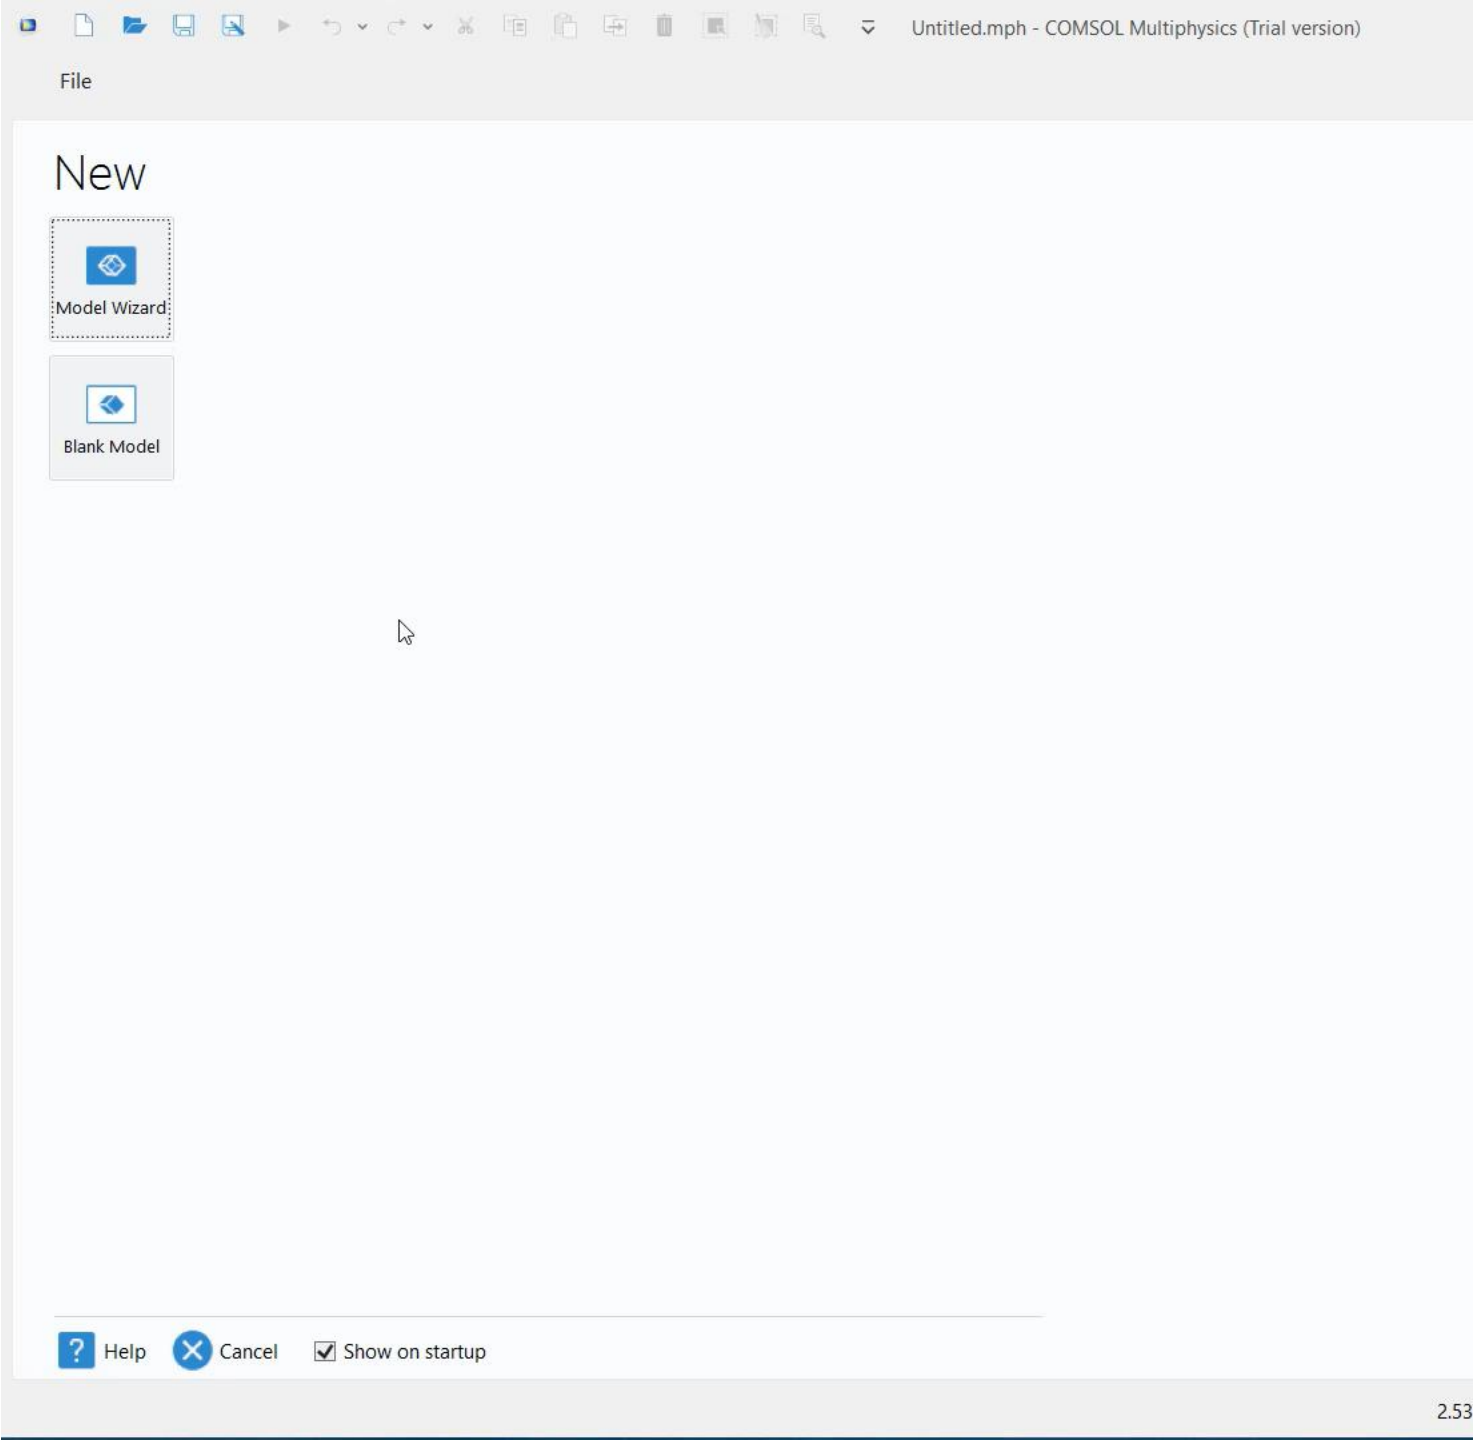 Untitled.mph - COMSOL Multiphysics (Trial version)
File
New
Model Wizard
Blank Model
? Help Cancel Show on startup
2.53